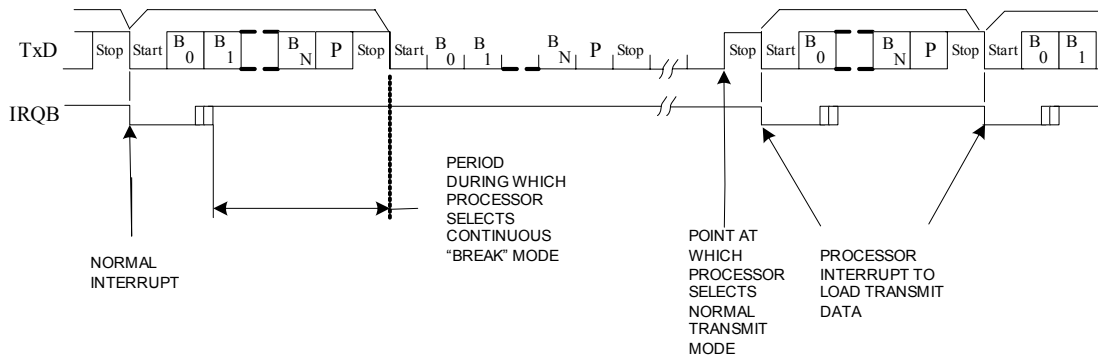 TxD Stop Start B0 B1 BN P Stop Start B0 B1 BN P Stop Stop Start B0 BN P Stop Start B0 B1
IRQB
NORMAL
INTERRUPT
PERIOD
DURING WHICH
PROCESSOR
SELECTS
CONTINUOUS
“BREAK” MODE
POINT AT
WHICH
PROCESSOR
SELECTS
NORMAL
TRANSMIT
MODE
PROCESSOR
INTERRUPT TO
LOAD TRANSMIT
DATA